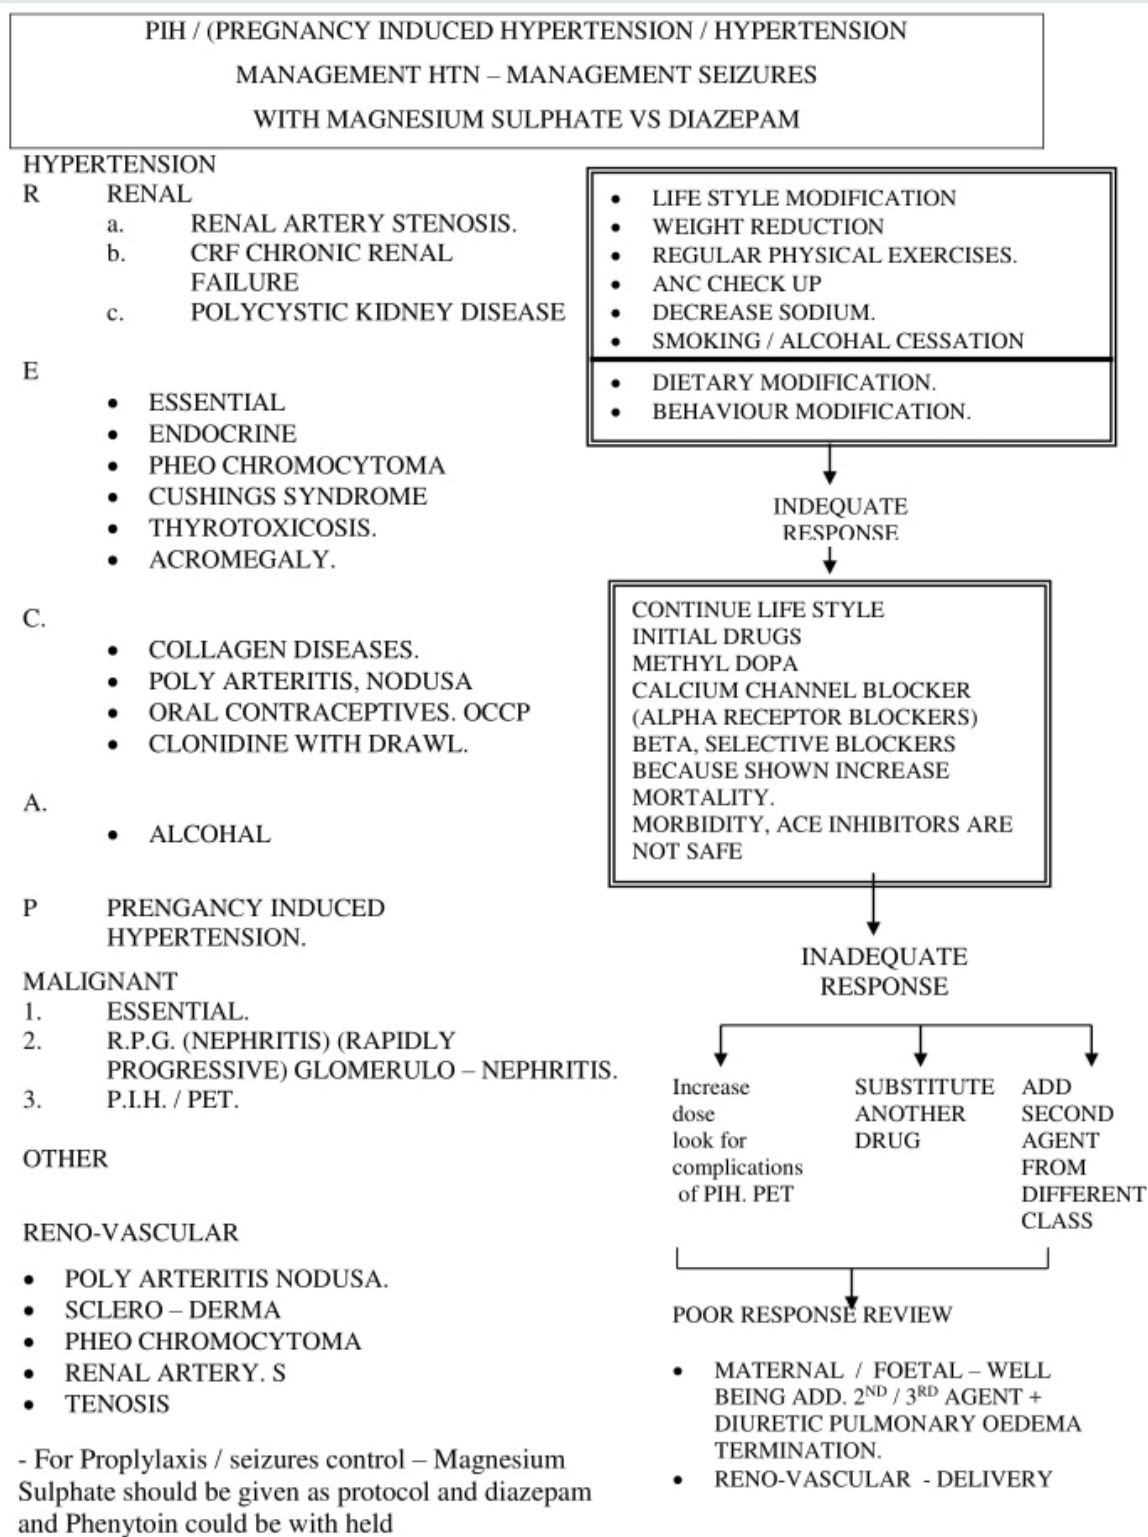 PIH / (PREGNANCY INDUCED HYPERTENSION / HYPERTENSION
MANAGEMENT HTN – MANAGEMENT SEIZURES
WITH MAGNESIUM SULPHATE VS DIAZEPAM
HYPERTENSION
R RENAL
a. RENAL ARTERY STENOSIS.
b. CRF CHRONIC RENAL
FAILURE
c. POLYCYSTIC KIDNEY DISEASE
E
• ESSENTIAL
• ENDOCRINE
• PHEO CHROMOCYTOMA
• CUSHINGS SYNDROME
• THYROTOXICOSIS.
• ACROMEGALY.
C.
• COLLAGEN DISEASES.
• POLY ARTERITIS, NODUSA
• ORAL CONTRACEPTIVES. OCCP
• CLONIDINE WITH DRAWL.
A.
• ALCOHAL
P PRENGANCY INDUCED
HYPERTENSION.
MALIGNANT
1. ESSENTIAL.
2. R.P.G. (NEPHRITIS) (RAPIDLY
PROGRESSIVE) GLOMERULO – NEPHRITIS.
3. P.I.H. / PET.
OTHER
RENO-VASCULAR
• POLY ARTERITIS NODUSA.
• SCLERO – DERMA
• PHEO CHROMOCYTOMA
• RENAL ARTERY. S
• TENOSIS
- For Proplylaxis / seizures control – Magnesium
Sulphate should be given as protocol and diazepam
and Phenytoin could be with held
• LIFE STYLE MODIFICATION
• WEIGHT REDUCTION
• REGULAR PHYSICAL EXERCISES.
• ANC CHECK UP
• DECREASE SODIUM.
• SMOKING / ALCOHAL CESSATION
• DIETARY MODIFICATION.
• BEHAVIOUR MODIFICATION.
INDEQUATE
RESPONSE
CONTINUE LIFE STYLE
INITIAL DRUGS
METHYL DOPA
CALCIUM CHANNEL BLOCKER
(ALPHA RECEPTOR BLOCKERS)
BETA, SELECTIVE BLOCKERS
BECAUSE SHOWN INCREASE
MORTALITY.
MORBIDITY, ACE INHIBITORS ARE
NOT SAFE
INADEQUATE
RESPONSE
Increase
dose
look for
complications
of PIH. PET
SUBSTITUTE
ANOTHER
DRUG
ADD
SECOND
AGENT
FROM
DIFFERENT
CLASS
POOR RESPONSE REVIEW
• MATERNAL / FOETAL – WELL
BEING ADD. 2ND / 3RD AGENT +
DIURETIC PULMONARY OEDEMA
TERMINATION.
• RENO-VASCULAR - DELIVERY